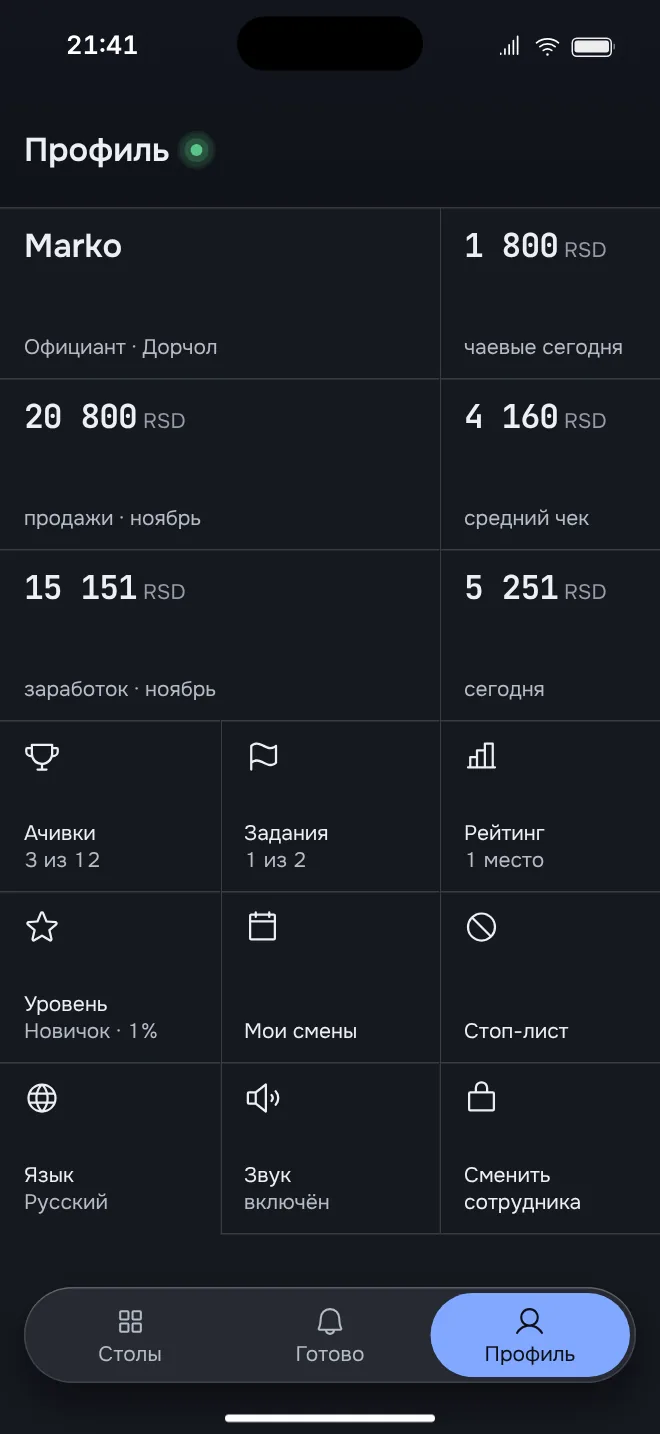 21:41
Профиль
Marko
Официант · Дорчол
1 800 RSD
чаевые сегодня
20 800 RSD
продажи · ноябрь
4 160 RSD
средний чек
15 151 RSD
заработок · ноябрь
5 251 RSD
сегодня
Ачивки
3 из 12
Задания
1 из 2
Рейтинг
1 место
Уровень
Новичок · 1%
Мои смены
Стоп-лист
Язык
Русский
Звук
включён
Сменить
сотрудника
Столы
Готово
Профиль